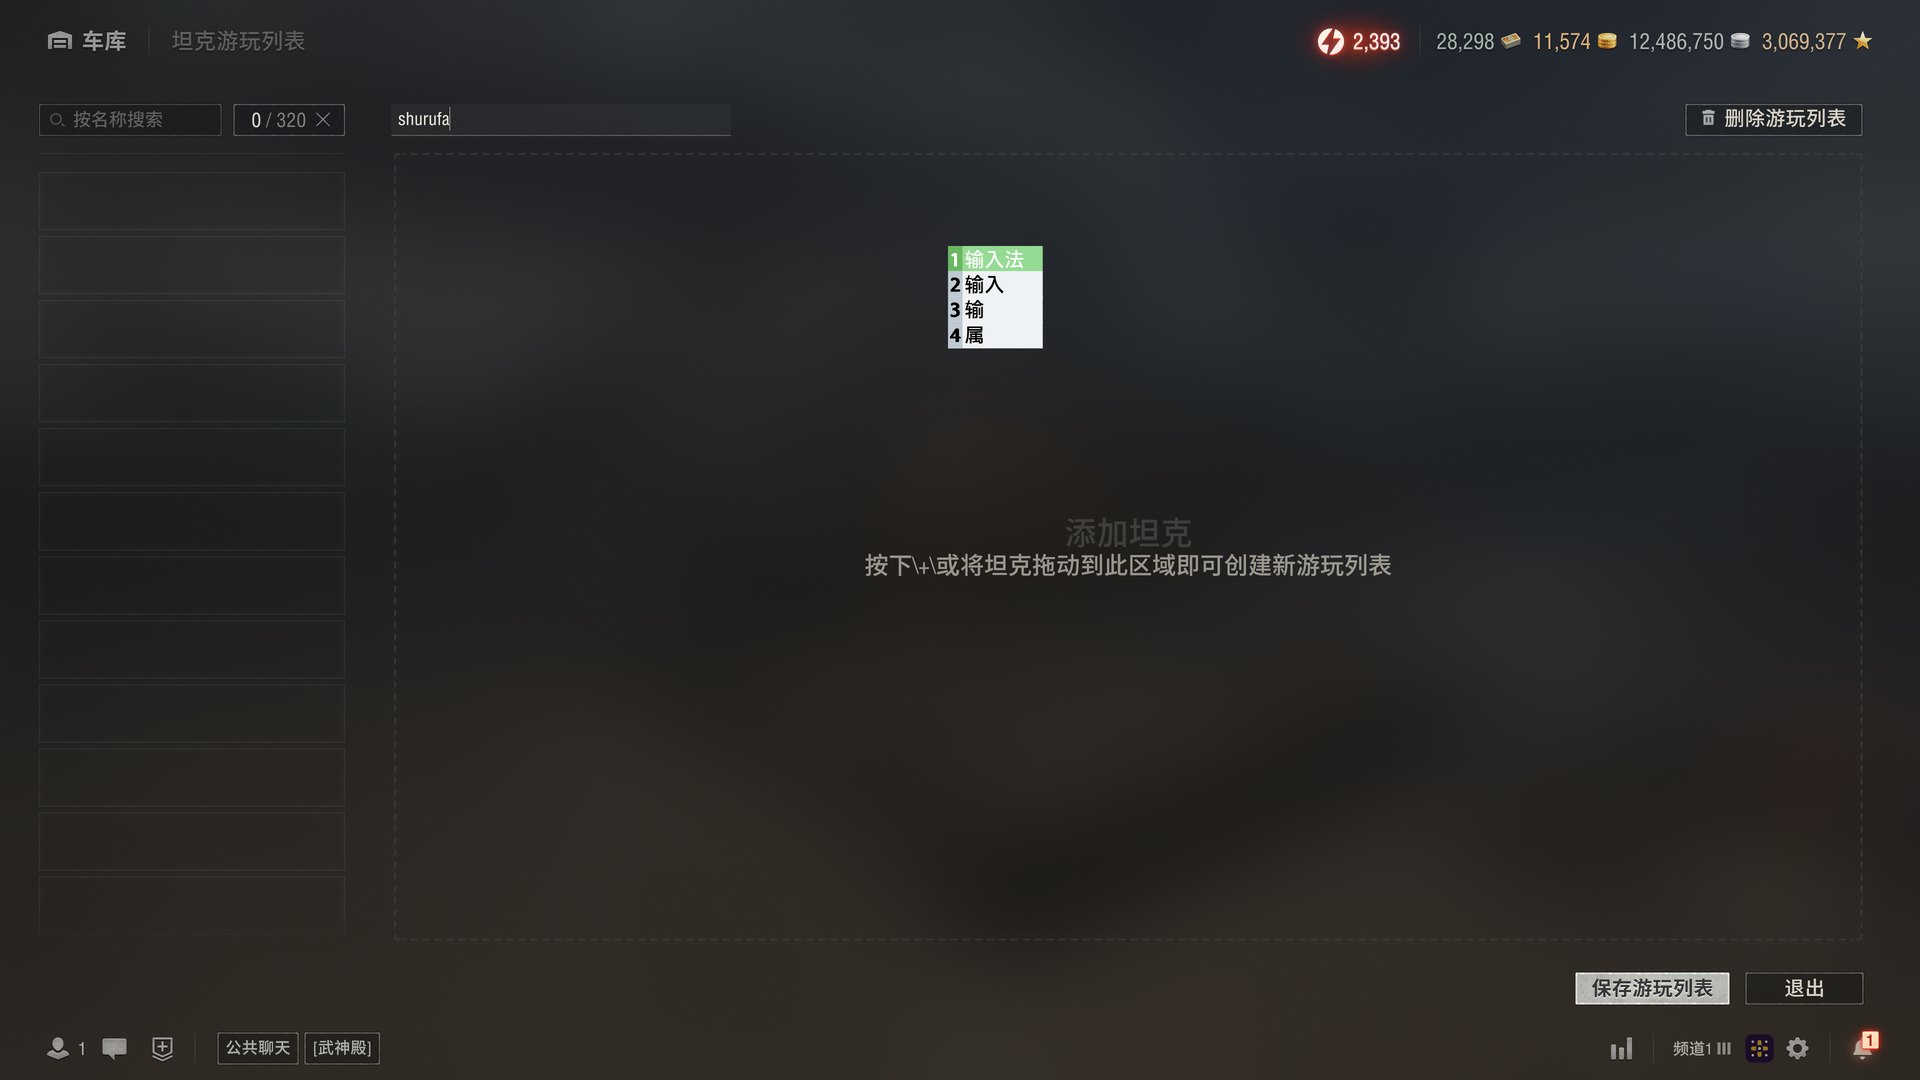 车库 坦克游玩列表 2,393 28,298 11,574 12,486,750 3,069,377
按名称搜索 0 / 320 shurufa 删除游玩列表
1 输入法
2 输入
3 输
4 属
添加坦克
按下\+\或将坦克拖动到此区域即可创建新游玩列表
保存游玩列表 退出
1 公共聊天 [武神殿] 频道1 III 1